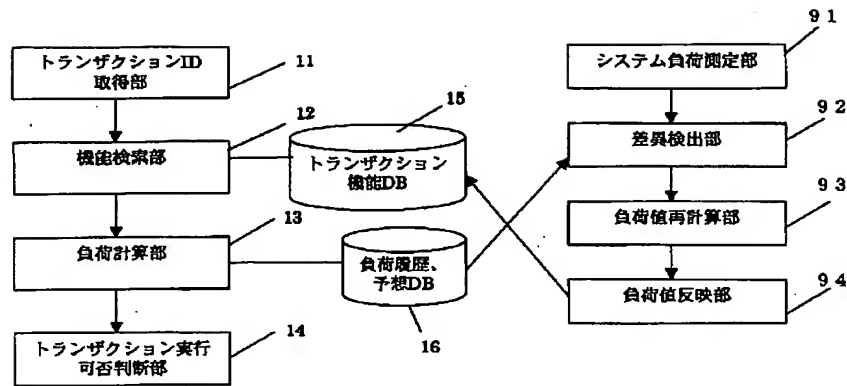 トランザクションID
取得部
11
機能検索部
12
負荷計算部
13
トランザクション実行
可否判断部
14
15
トランザクション
機能DB
負荷履歴、
予想DB
16
システム負荷測定部
91
差異検出部
92
負荷値再計算部
93
負荷値反映部
94